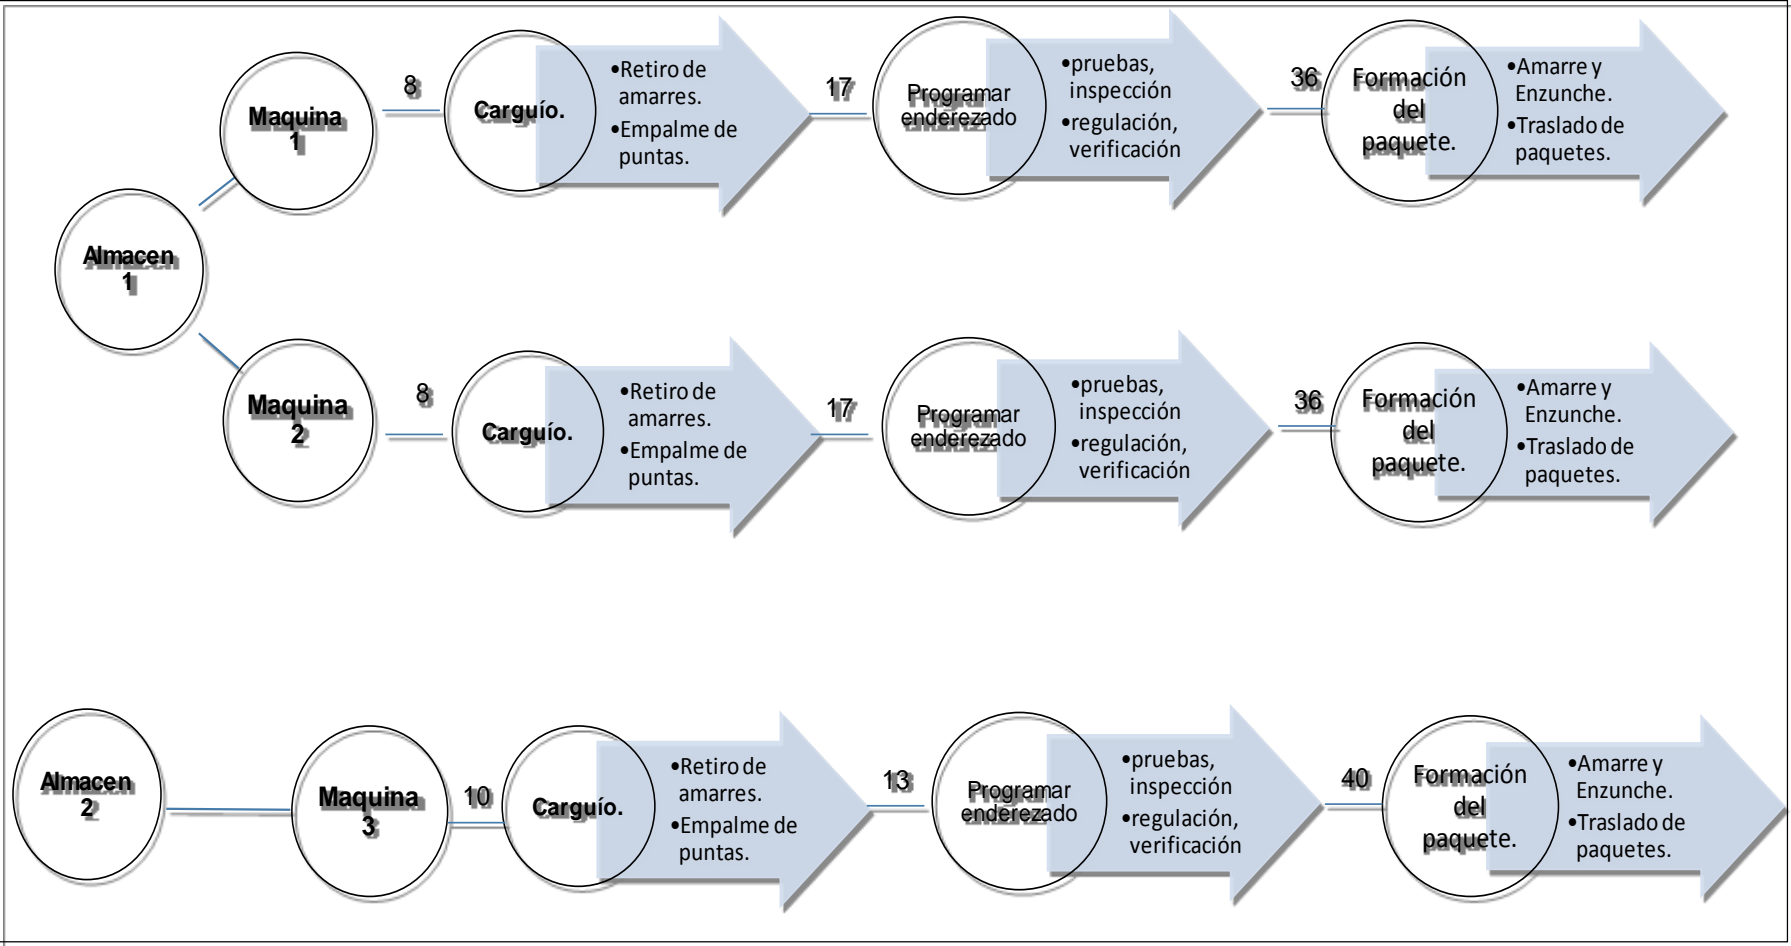 Almacen
1
Maquina
1
8
Carguío.
•Retiro de
amarres.
•Empalme de
puntas.
17
Programar
enderezado
•pruebas,
inspección
•regulación,
verificación
36
Formación
del
paquete.
•Amarre y
Enzunche.
•Traslado de
paquetes.
Maquina
2
8
Carguío.
•Retiro de
amarres.
•Empalme de
puntas.
17
Programar
enderezado
•pruebas,
inspección
•regulación,
verificación
36
Formación
del
paquete.
•Amarre y
Enzunche.
•Traslado de
paquetes.
Almacen
2
Maquina
3
10
Carguío.
•Retiro de
amarres.
•Empalme de
puntas.
13
Programar
enderezado
•pruebas,
inspección
•regulación,
verificación
40
Formación
del
paquete.
•Amarre y
Enzunche.
•Traslado de
paquetes.